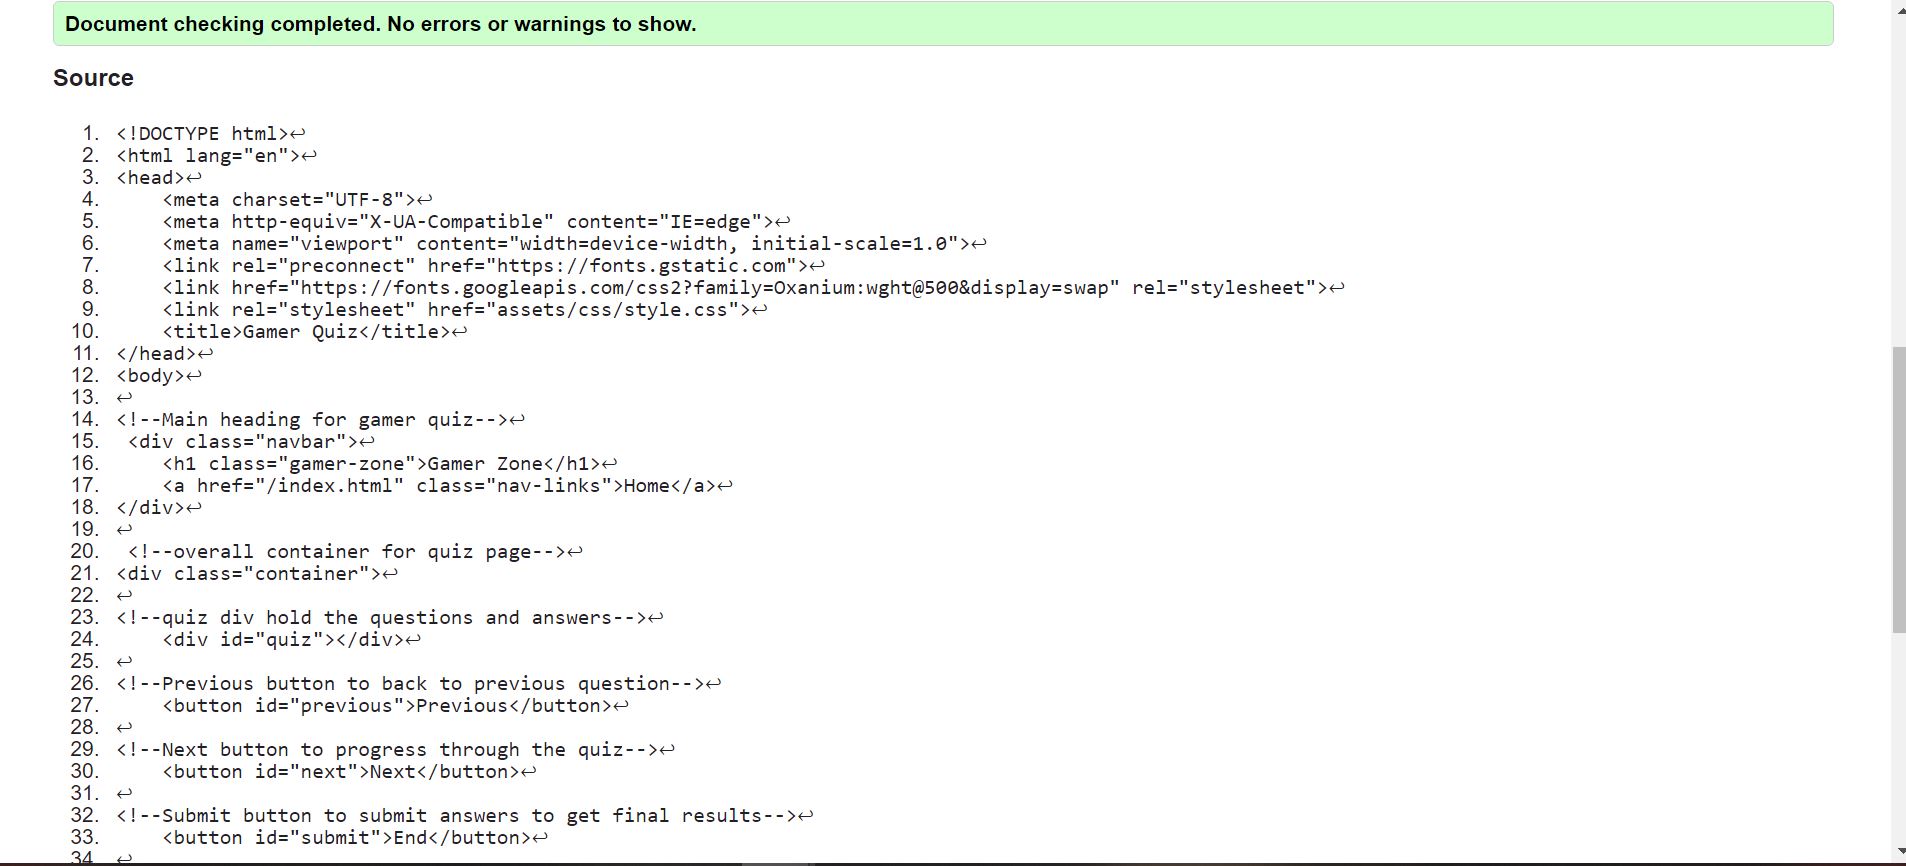 Document checking completed. No errors or warnings to show.
Source
1. <!DOCTYPE html>↩
2. <html lang="en">↩
3. <head>↩
4.     <meta charset="UTF-8">↩
5.     <meta http-equiv="X-UA-Compatible" content="IE=edge">↩
6.     <meta name="viewport" content="width=device-width, initial-scale=1.0">↩
7.     <link rel="preconnect" href="https://fonts.gstatic.com">↩
8.     <link href="https://fonts.googleapis.com/css2?family=Oxanium:wght@500&display=swap" rel="stylesheet">↩
9.     <link rel="stylesheet" href="assets/css/style.css">↩
10.     <title>Gamer Quiz</title>↩
11. </head>↩
12. <body>↩
13. ↩
14. <!--Main heading for gamer quiz-->↩
15.  <div class="navbar">↩
16.     <h1 class="gamer-zone">Gamer Zone</h1>↩
17.     <a href="/index.html" class="nav-links">Home</a>↩
18. </div>↩
19. ↩
20.  <!--overall container for quiz page-->↩
21. <div class="container">↩
22. ↩
23. <!--quiz div hold the questions and answers-->↩
24.     <div id="quiz"></div>↩
25. ↩
26. <!--Previous button to back to previous question-->↩
27.     <button id="previous">Previous</button>↩
28. ↩
29. <!--Next button to progress through the quiz-->↩
30.     <button id="next">Next</button>↩
31. ↩
32. <!--Submit button to submit answers to get final results-->↩
33.     <button id="submit">End</button>↩
34. ↩